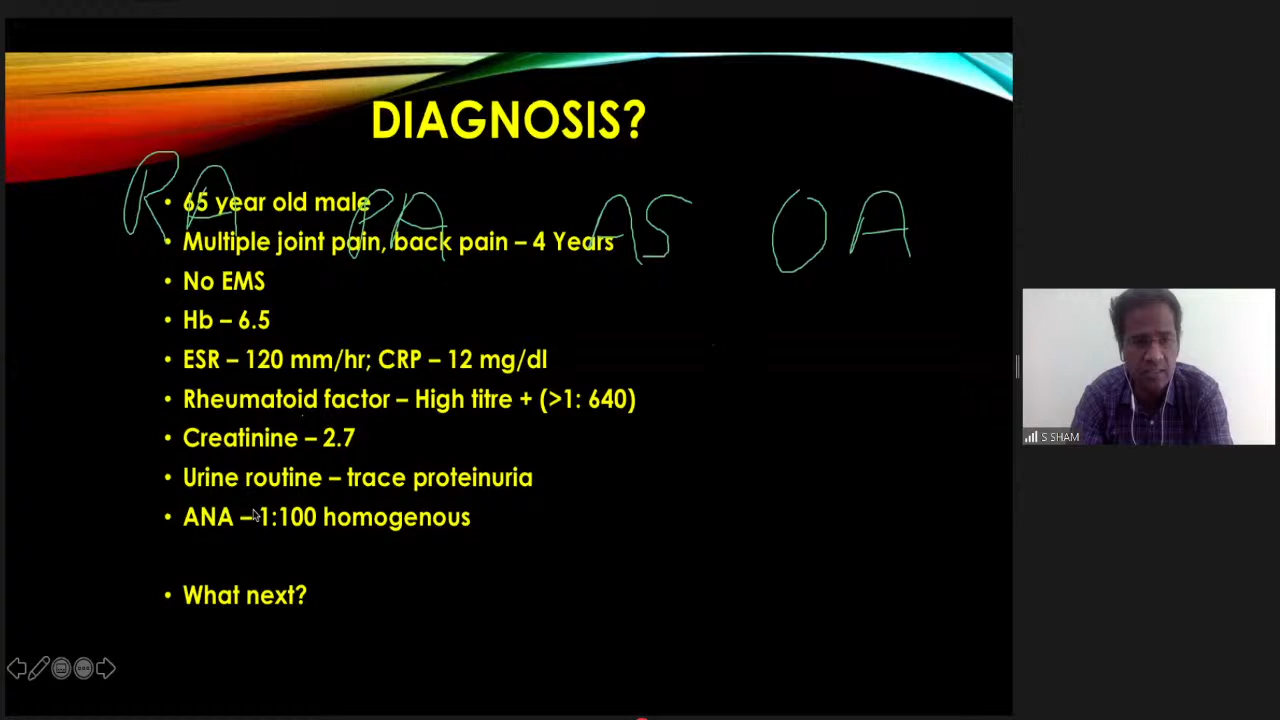 DIAGNOSIS?
RA PA AS OA
• 65 year old male
• Multiple joint pain, back pain – 4 Years
• No EMS
• Hb – 6.5
• ESR – 120 mm/hr; CRP – 12 mg/dl
• Rheumatoid factor – High titre + (>1: 640)
• Creatinine – 2.7
• Urine routine – trace proteinuria
• ANA – 1:100 homogenous
• What next?
S SHAM